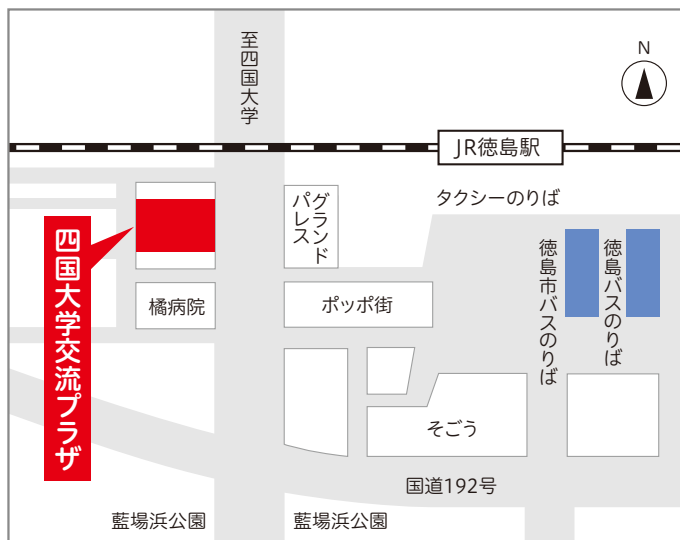 至四国大学
N
JR徳島駅
タクシーのりば
グランド
パレス
四国大学交流プラザ
徳島市バスのりば
徳島バスのりば
橘病院
ポッポ街
そごう
国道192号
藍場浜公園
藍場浜公園